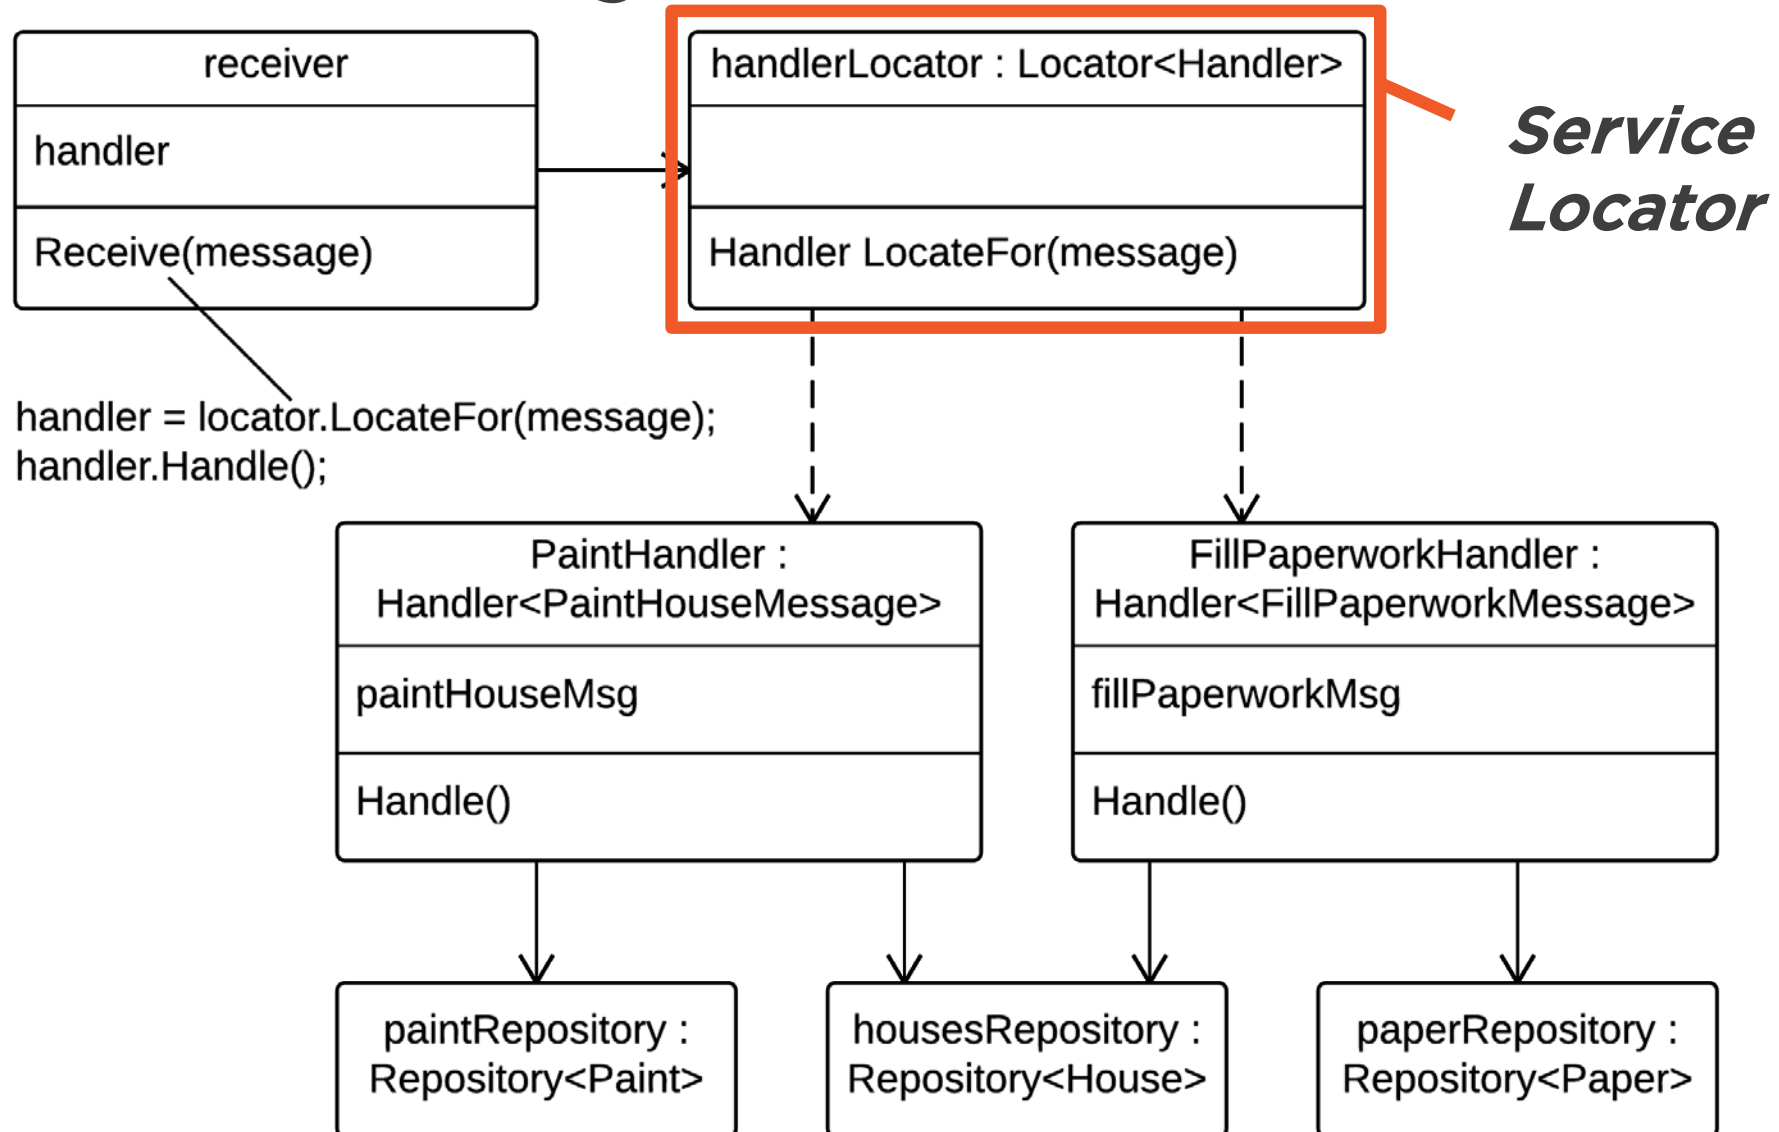 receiver
handler
Receive(message)
handlerLocator : Locator<Handler>
Handler LocateFor(message)
Service
Locator
handler = locator.LocateFor(message);
handler.Handle();
PaintHandler :
Handler<PaintHouseMessage>
paintHouseMsg
Handle()
FillPaperworkHandler :
Handler<FillPaperworkMessage>
fillPaperworkMsg
Handle()
paintRepository :
Repository<Paint>
housesRepository :
Repository<House>
paperRepository :
Repository<Paper>